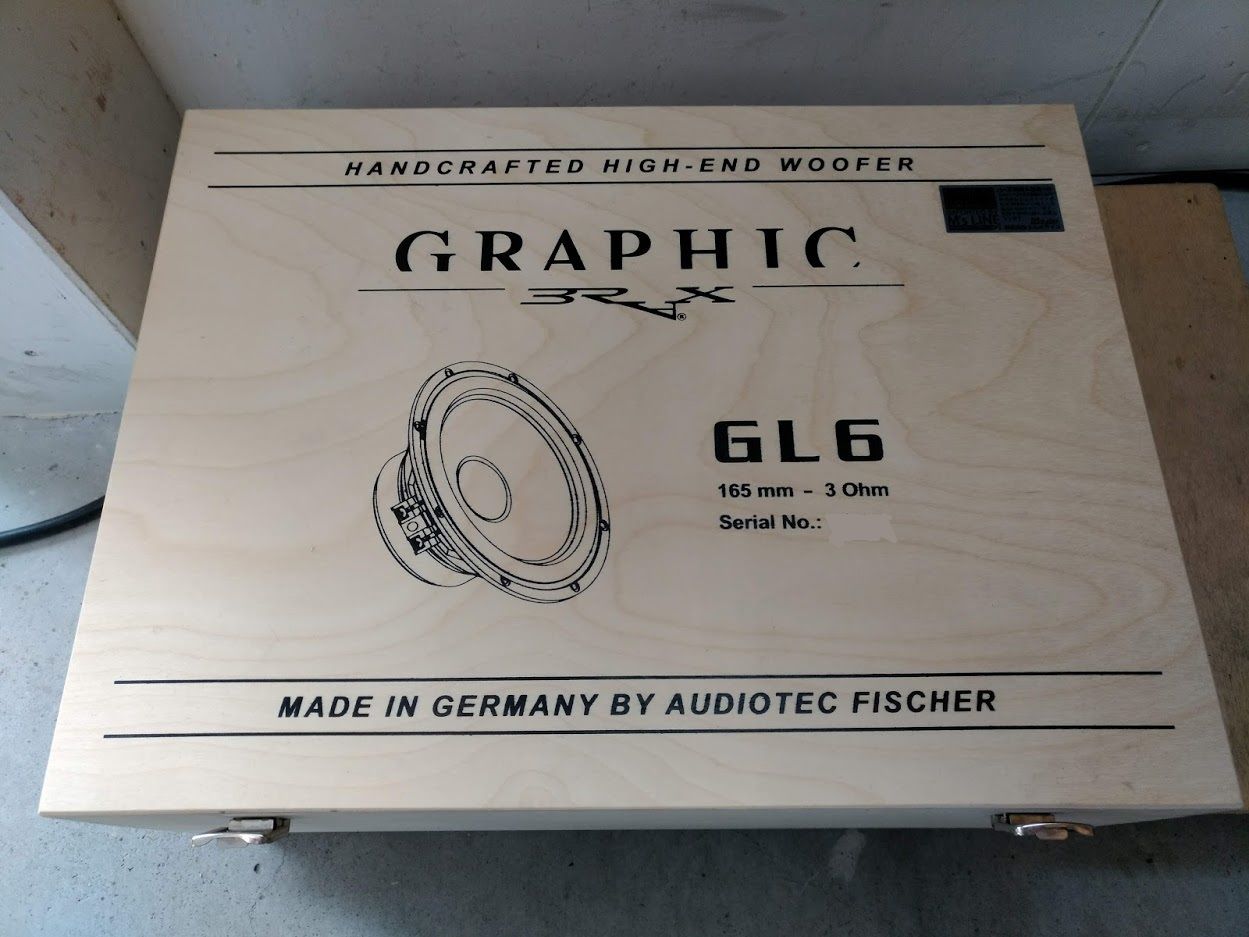 HANDCRAFTED HIGH-END WOOFER
GRAPHIC
BRAX®
GL6
165 mm – 3 Ohm
Serial No.:
MADE IN GERMANY BY AUDIOTEC FISCHER